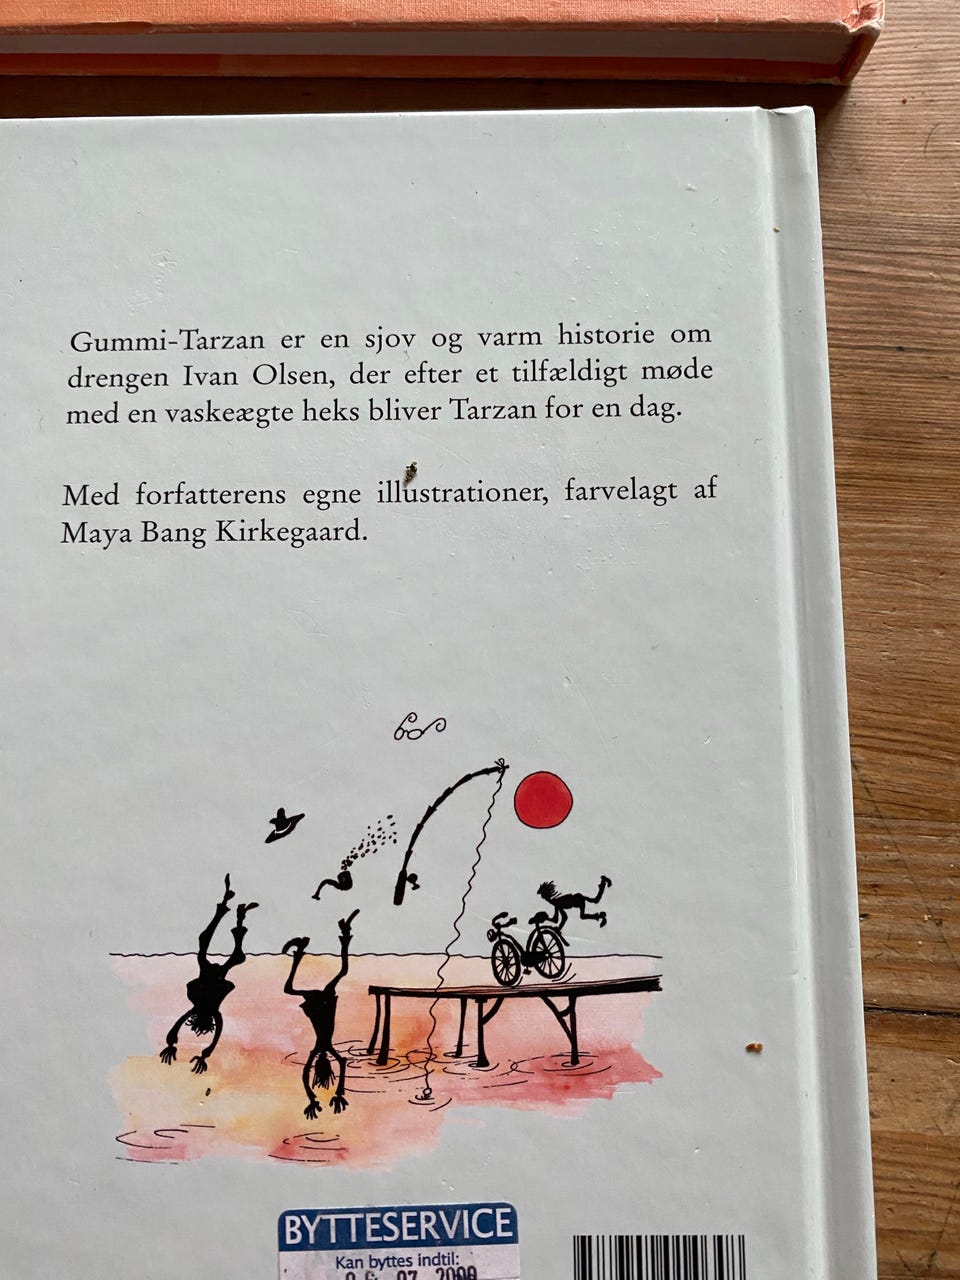 Gummi-Tarzan er en sjov og varm historie om
drengen Ivan Olsen, der efter et tilfældigt møde
med en vaskeægte heks bliver Tarzan for en dag.
Med forfatterens egne illustrationer, farvelagt af
Maya Bang Kirkegaard.
BYTTESERVICE
Kan byttes indtil: